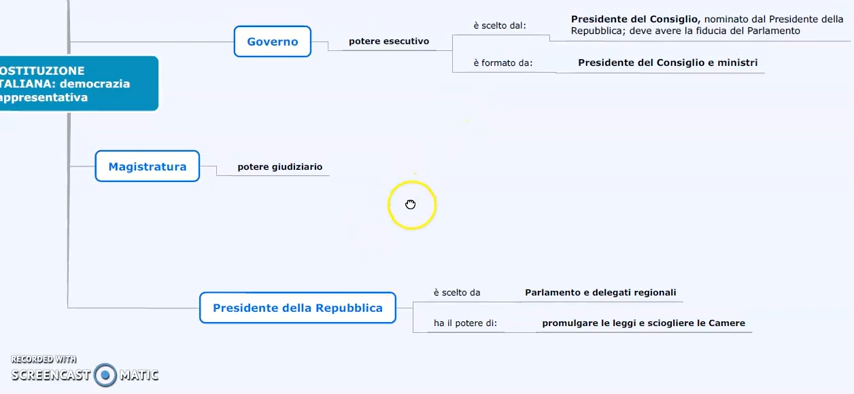 è scelto dal:
Presidente del Consiglio, nominato dal Presidente della
Repubblica; deve avere la fiducia del Parlamento
Governo
potere esecutivo
è formato da:
Presidente del Consiglio e ministri
OSTITUZIONE
TALIANA: democrazia
appresentativa
Magistratura
potere giudiziario
Presidente della Repubblica
è scelto da
Parlamento e delegati regionali
ha il potere di:
promulgare le leggi e sciogliere le Camere
RECORDED WITH
SCREENCAST MATIC